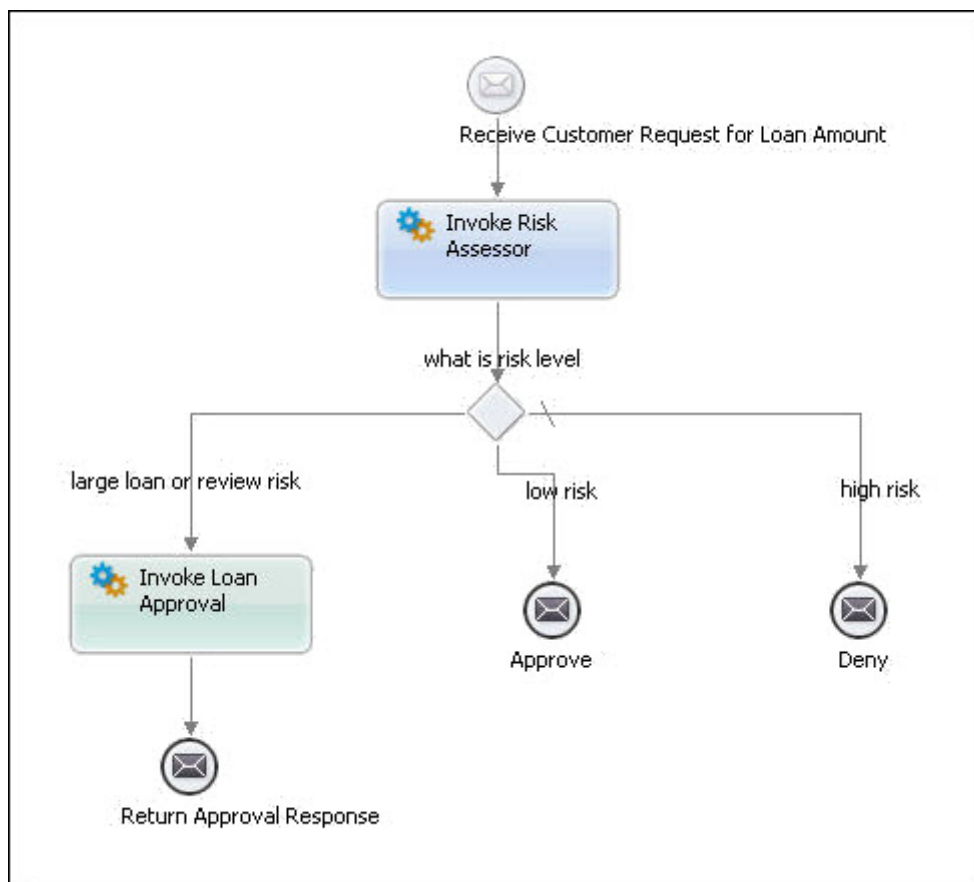 Receive Customer Request for Loan Amount
Invoke Risk
Assessor
what is risk level
large loan or review risk
low risk
high risk
Invoke Loan
Approval
Approve
Deny
Return Approval Response